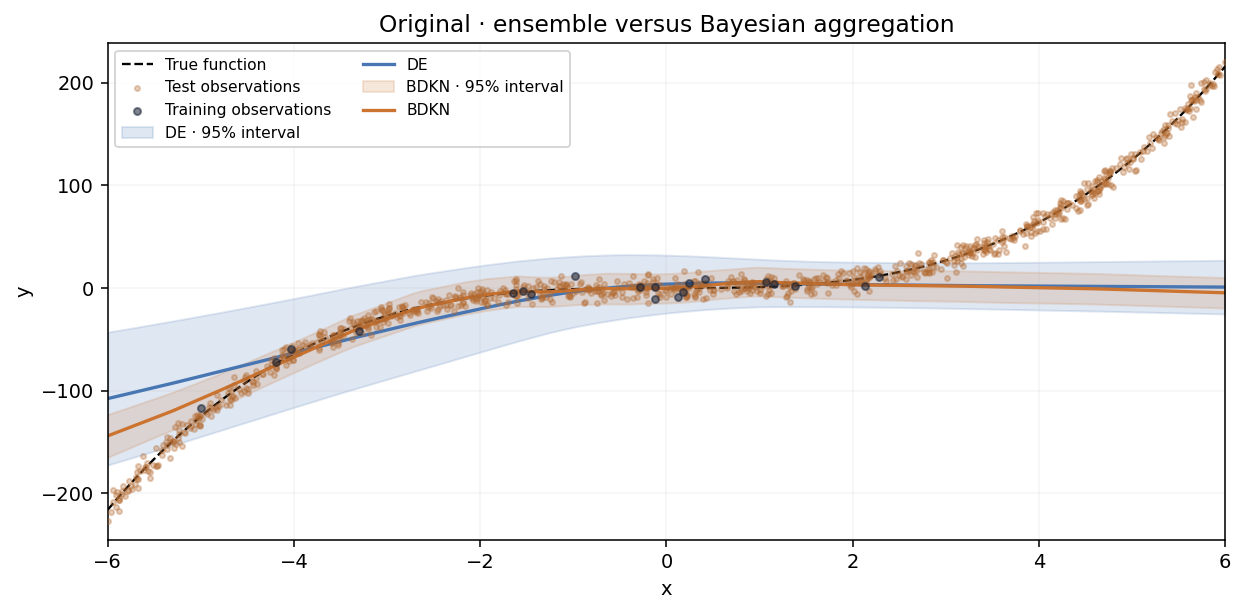 Original · ensemble versus Bayesian aggregation
True function
Test observations
Training observations
DE · 95% interval
DE
BDKN · 95% interval
BDKN
y
200
100
0
−100
−200
−6
−4
−2
0
2
4
6
x